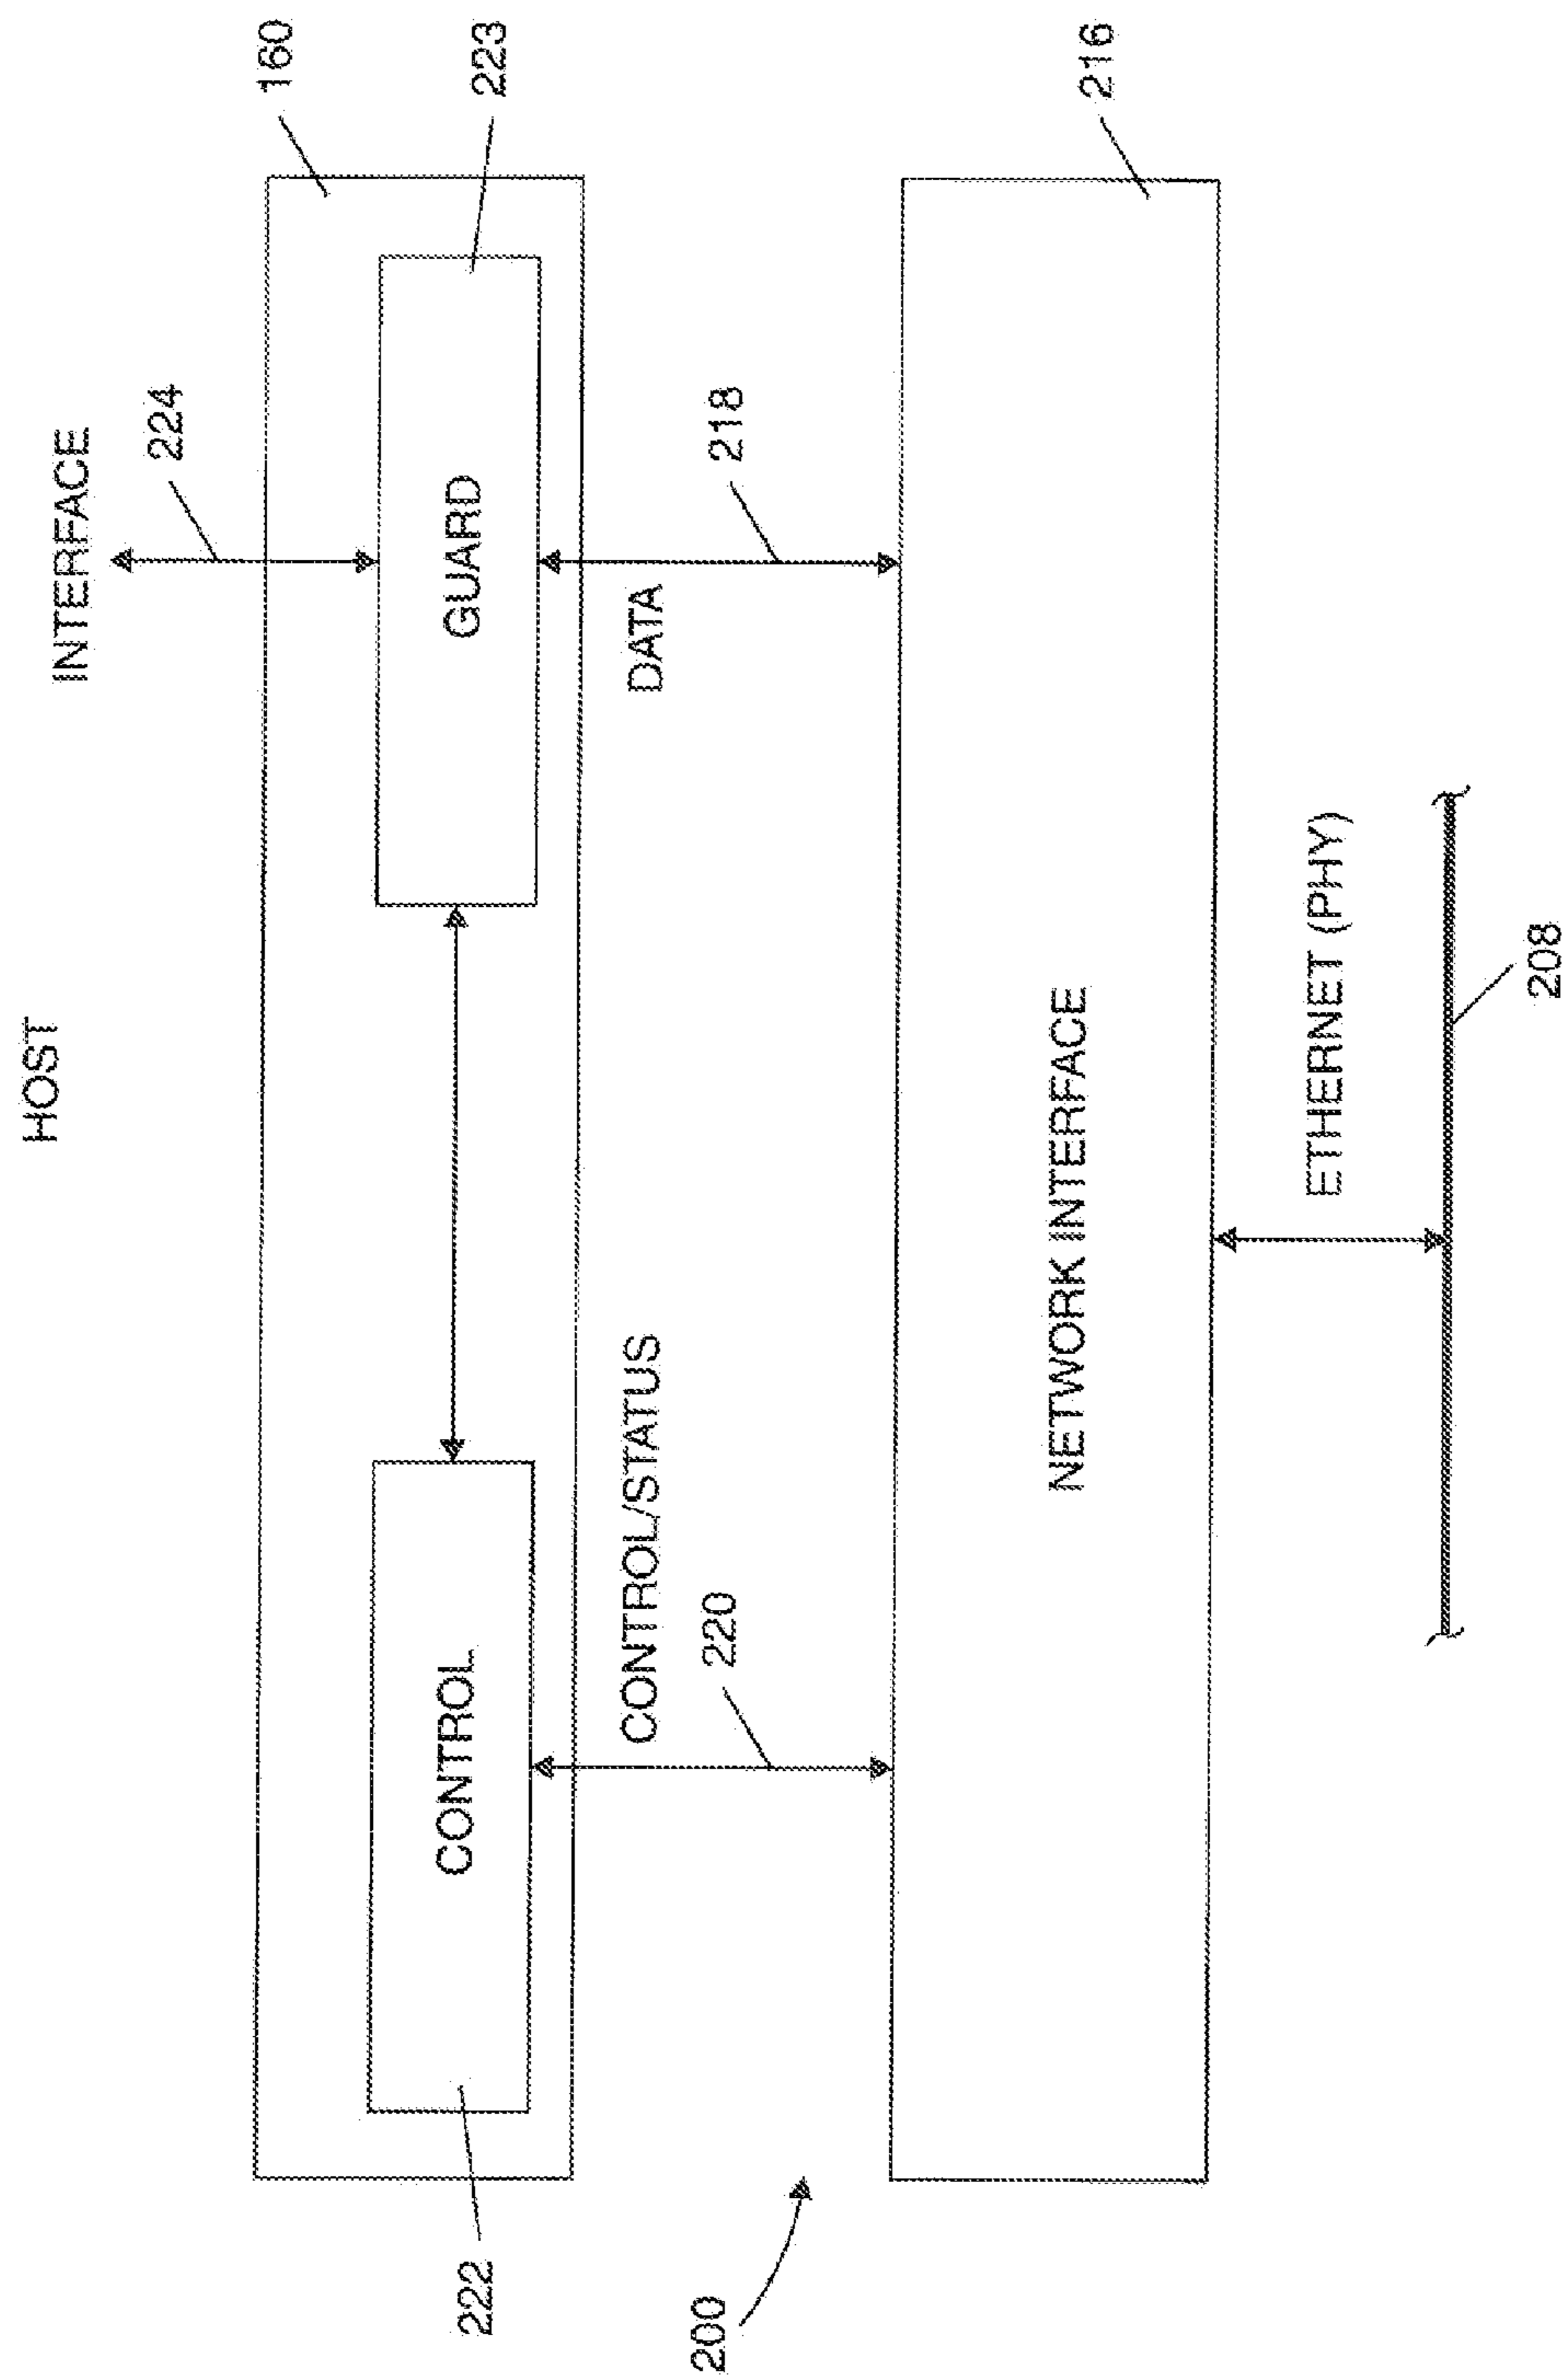 HOST
INTERFACE
224
160
223
GUARD
222
CONTROL
CONTROL/STATUS
220
DATA
218
200
216
NETWORK INTERFACE
ETHERNET (PHY)
208